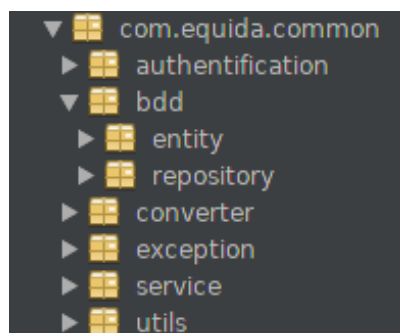 com.equida.common
authentification
bdd
entity
repository
converter
exception
service
utils